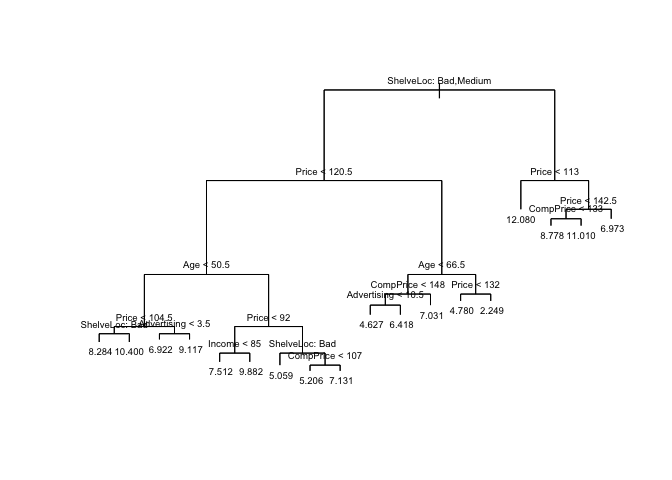 ShelveLoc: Bad,Medium
Price < 120.5
Price < 113
Price < 142.5
CompPrice < 133
12.080
8.778 11.010
6.973
Age < 50.5
Age < 66.5
CompPrice < 148
Price < 132
Advertising < 10.5
4.627 6.418
7.031
4.780 2.249
Price < 104.5
Price < 92
ShelveLoc: Bad
Advertising < 3.5
8.284 10.400
6.922 9.117
Income < 85
ShelveLoc: Bad
CompPrice < 107
7.512 9.882
5.059
5.206 7.131